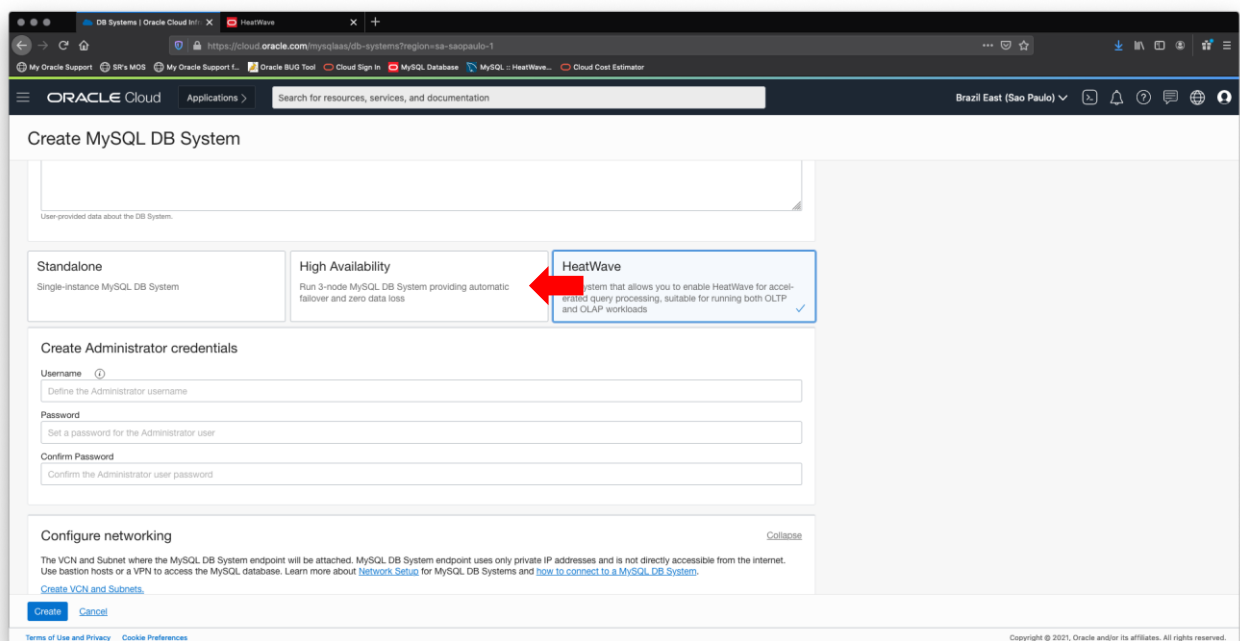 DB Systems | Oracle Cloud Infr
HeatWave
https://cloud.oracle.com/mysqlaas/db-systems?region=sa-saopaulo-1
My Oracle Support
SR's MOS
My Oracle Support f...
Oracle BUG Tool
Cloud Sign In
MySQL Database
MySQL :: HeatWave...
Cloud Cost Estimator
ORACLE Cloud
Applications >
Search for resources, services, and documentation
Brazil East (Sao Paulo)
Create MySQL DB System
User-provided data about the DB System.
Standalone
Single-instance MySQL DB System
High Availability
Run 3-node MySQL DB System providing automatic
failover and zero data loss
HeatWave
ystem that allows you to enable HeatWave for accel-
erated query processing, suitable for running both OLTP
and OLAP workloads
Create Administrator credentials
Username
Define the Administrator username
Password
Set a password for the Administrator user
Confirm Password
Confirm the Administrator user password
Configure networking
Collapse
The VCN and Subnet where the MySQL DB System endpoint will be attached. MySQL DB System endpoint uses only private IP addresses and is not directly accessible from the internet.
Use bastion hosts or a VPN to access the MySQL database. Learn more about Network Setup for MySQL DB Systems and how to connect to a MySQL DB System.
Create VCN and Subnets.
Create
Cancel
Terms of Use and Privacy
Cookie Preferences
Copyright © 2021, Oracle and/or its affiliates. All rights reserved.